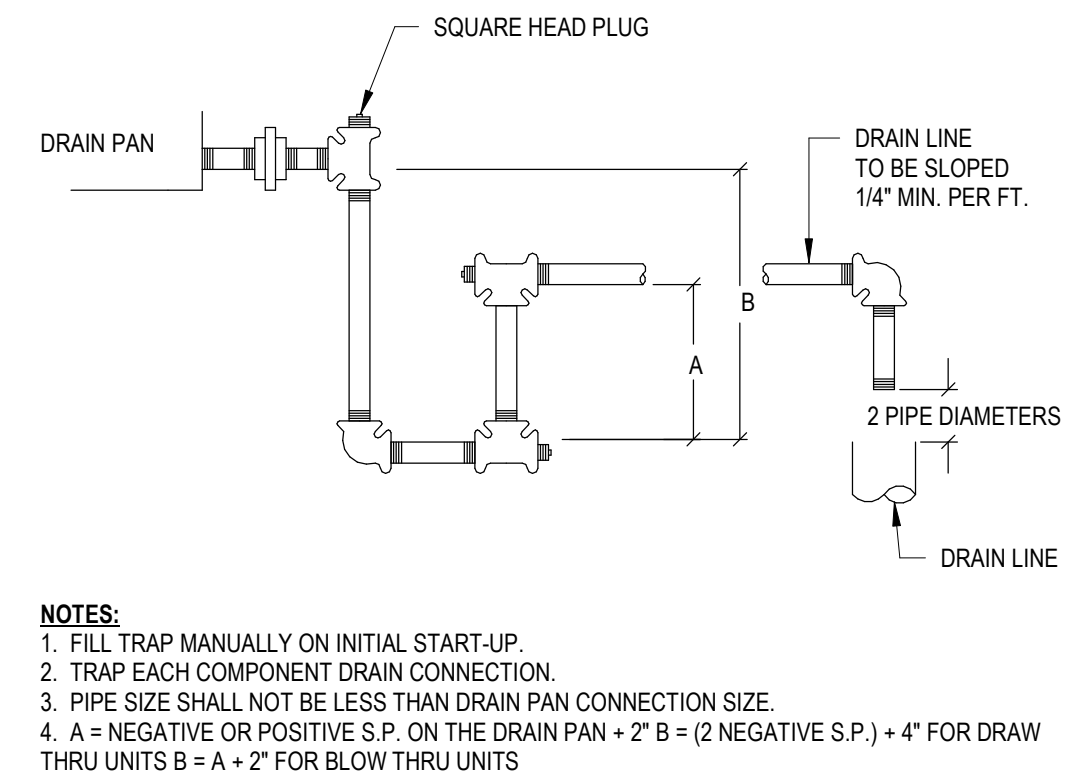 SQUARE HEAD PLUG
DRAIN PAN
DRAIN LINE
TO BE SLOPED
1/4" MIN. PER FT.
B
A
2 PIPE DIAMETERS
DRAIN LINE
NOTES:
1. FILL TRAP MANUALLY ON INITIAL START-UP.
2. TRAP EACH COMPONENT DRAIN CONNECTION.
3. PIPE SIZE SHALL NOT BE LESS THAN DRAIN PAN CONNECTION SIZE.
4. A = NEGATIVE OR POSITIVE S.P. ON THE DRAIN PAN + 2" B = (2 NEGATIVE S.P.) + 4" FOR DRAW
THRU UNITS B = A + 2" FOR BLOW THRU UNITS